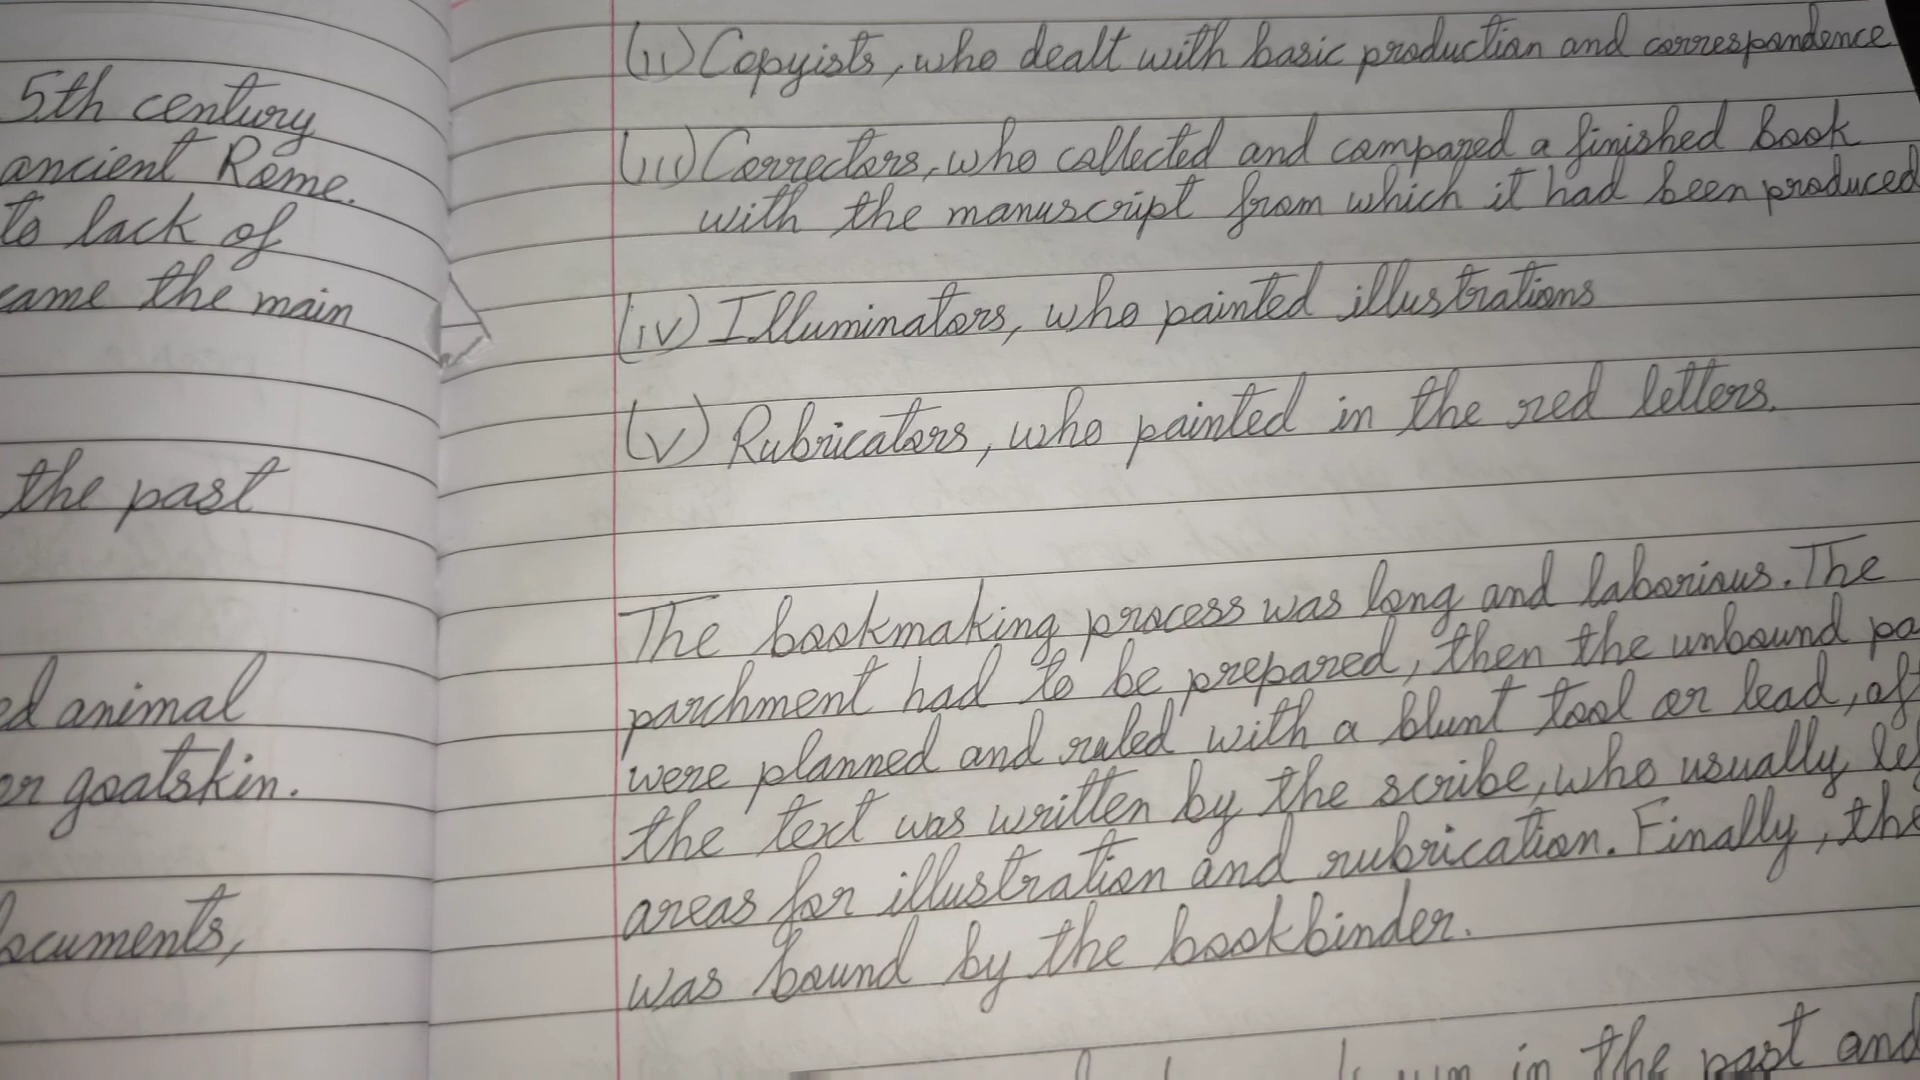 5th century
ancient Rome.
to lack of
came the main
the past
ed animal
or goatskin.
ocuments,
(ii) Copyists, who dealt with basic production and correspondence
(iii) Correctors, who collected and compared a finished book
with the manuscript from which it had been produced
(iv) Illuminators, who painted illustrations
(v) Rubricators, who painted in the red letters.
The bookmaking process was long and laborious. The
parchment had to be prepared, then the unbound pa
were planned and ruled with a blunt tool or lead, aft
the text was written by the scribe, who usually le
areas for illustration and rubrication. Finally, the
was bound by the bookbinder.
in the past and